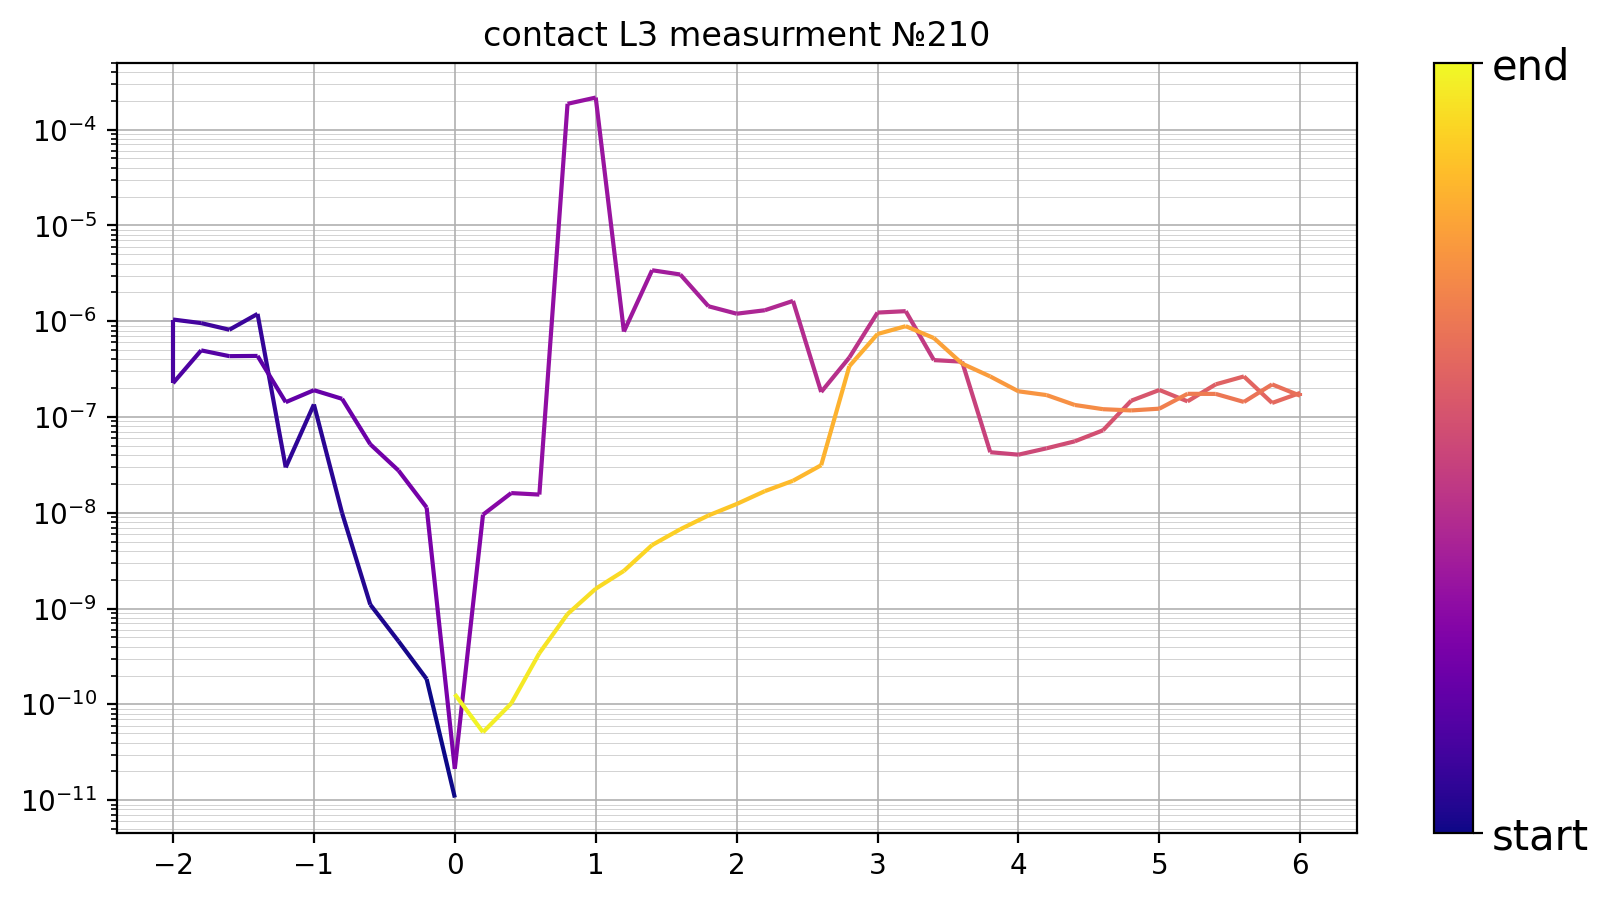 contact L3 measurment №210
10⁻⁴
10⁻⁵
10⁻⁶
10⁻⁷
10⁻⁸
10⁻⁹
10⁻¹⁰
10⁻¹¹
−2 −1 0 1 2 3 4 5 6
end
start